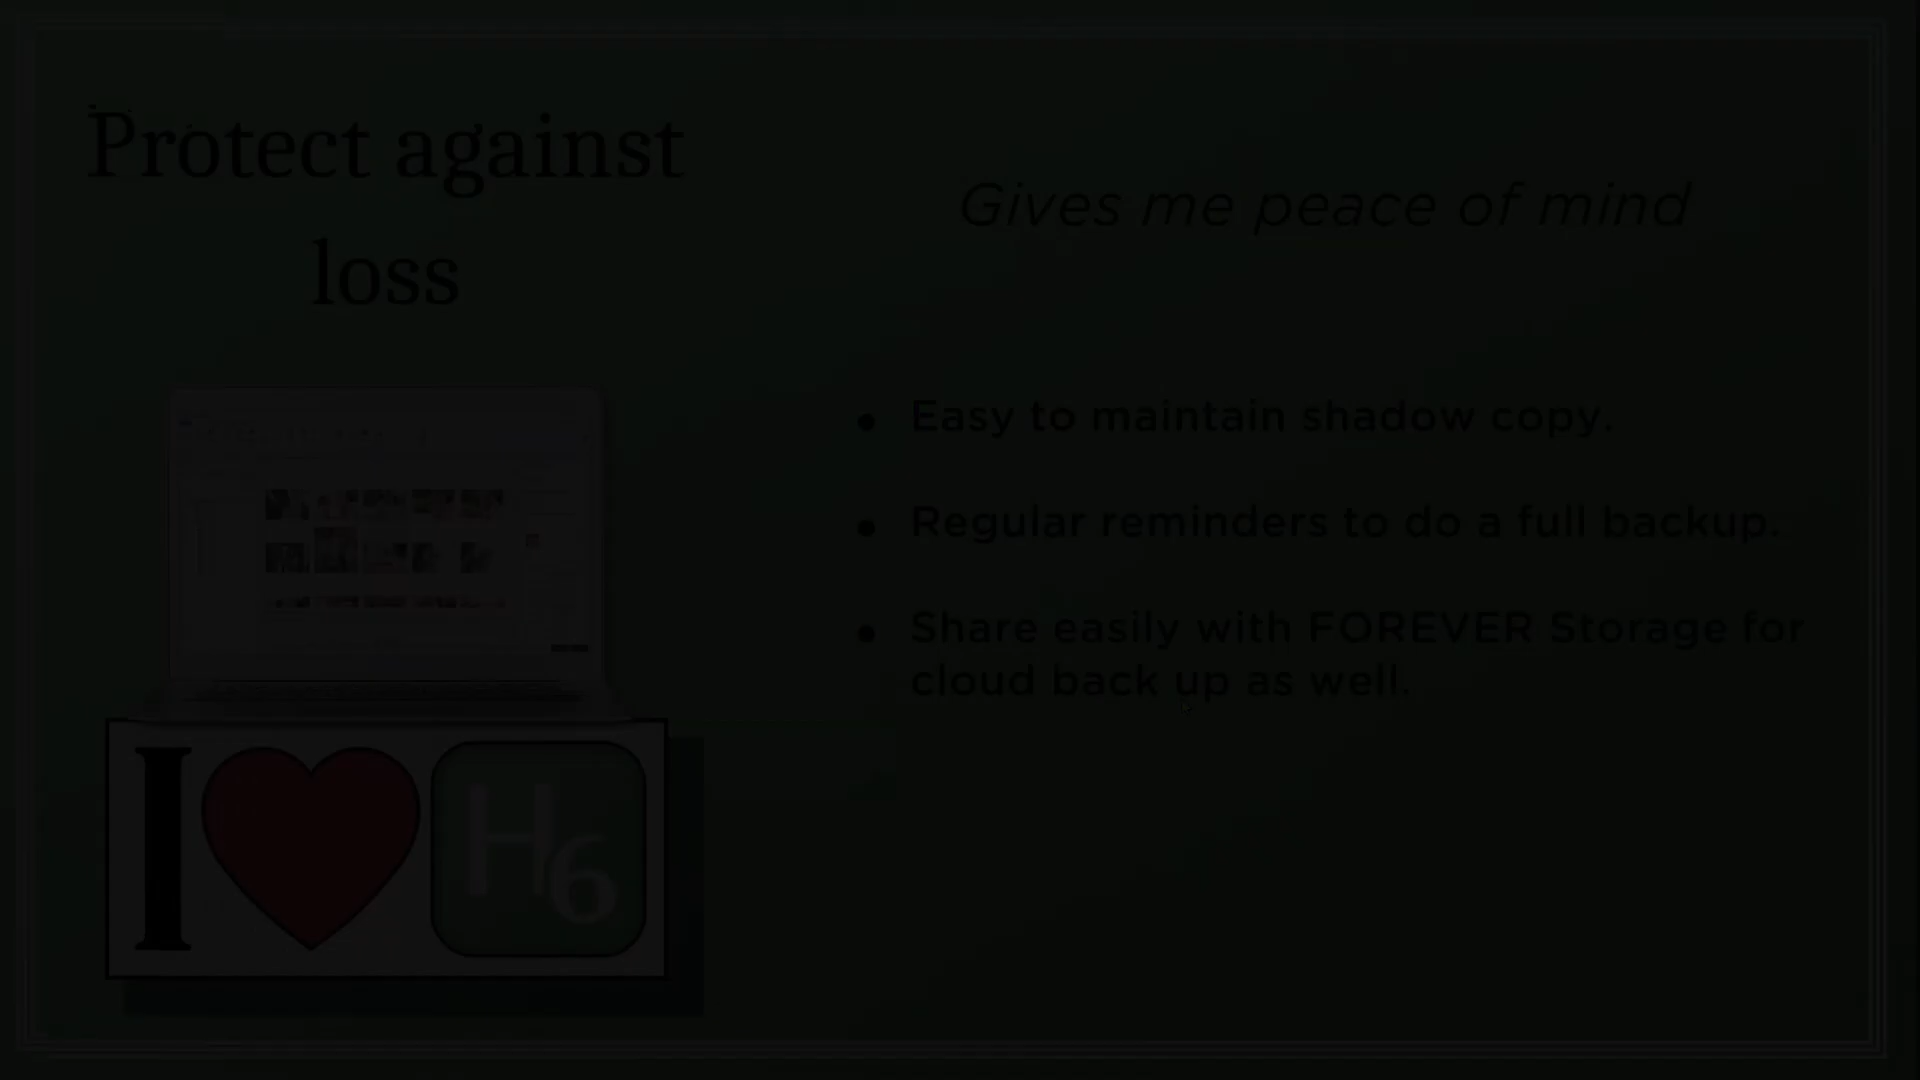 Protect against
loss
Gives me peace of mind
• Easy to maintain shadow copy.
• Regular reminders to do a full backup.
• Share easily with FOREVER Storage for
cloud back up as well.
I H6